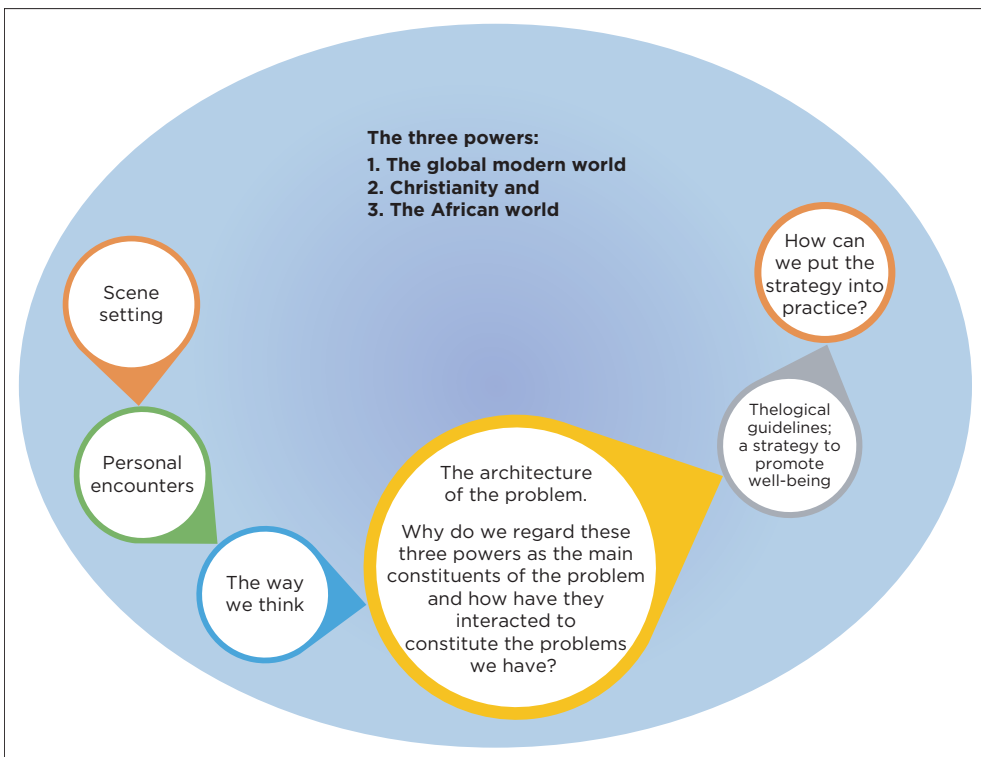 The three powers:
1. The global modern world
2. Christianity and
3. The African world
Scene
setting
Personal
encounters
The way
we think
The architecture
of the problem.
Why do we regard these
three powers as the main
constituents of the problem
and how have they
interacted to
constitute the problems
we have?
Thelogical
guidelines;
a strategy to
promote
well-being
How can
we put the
strategy into
practice?